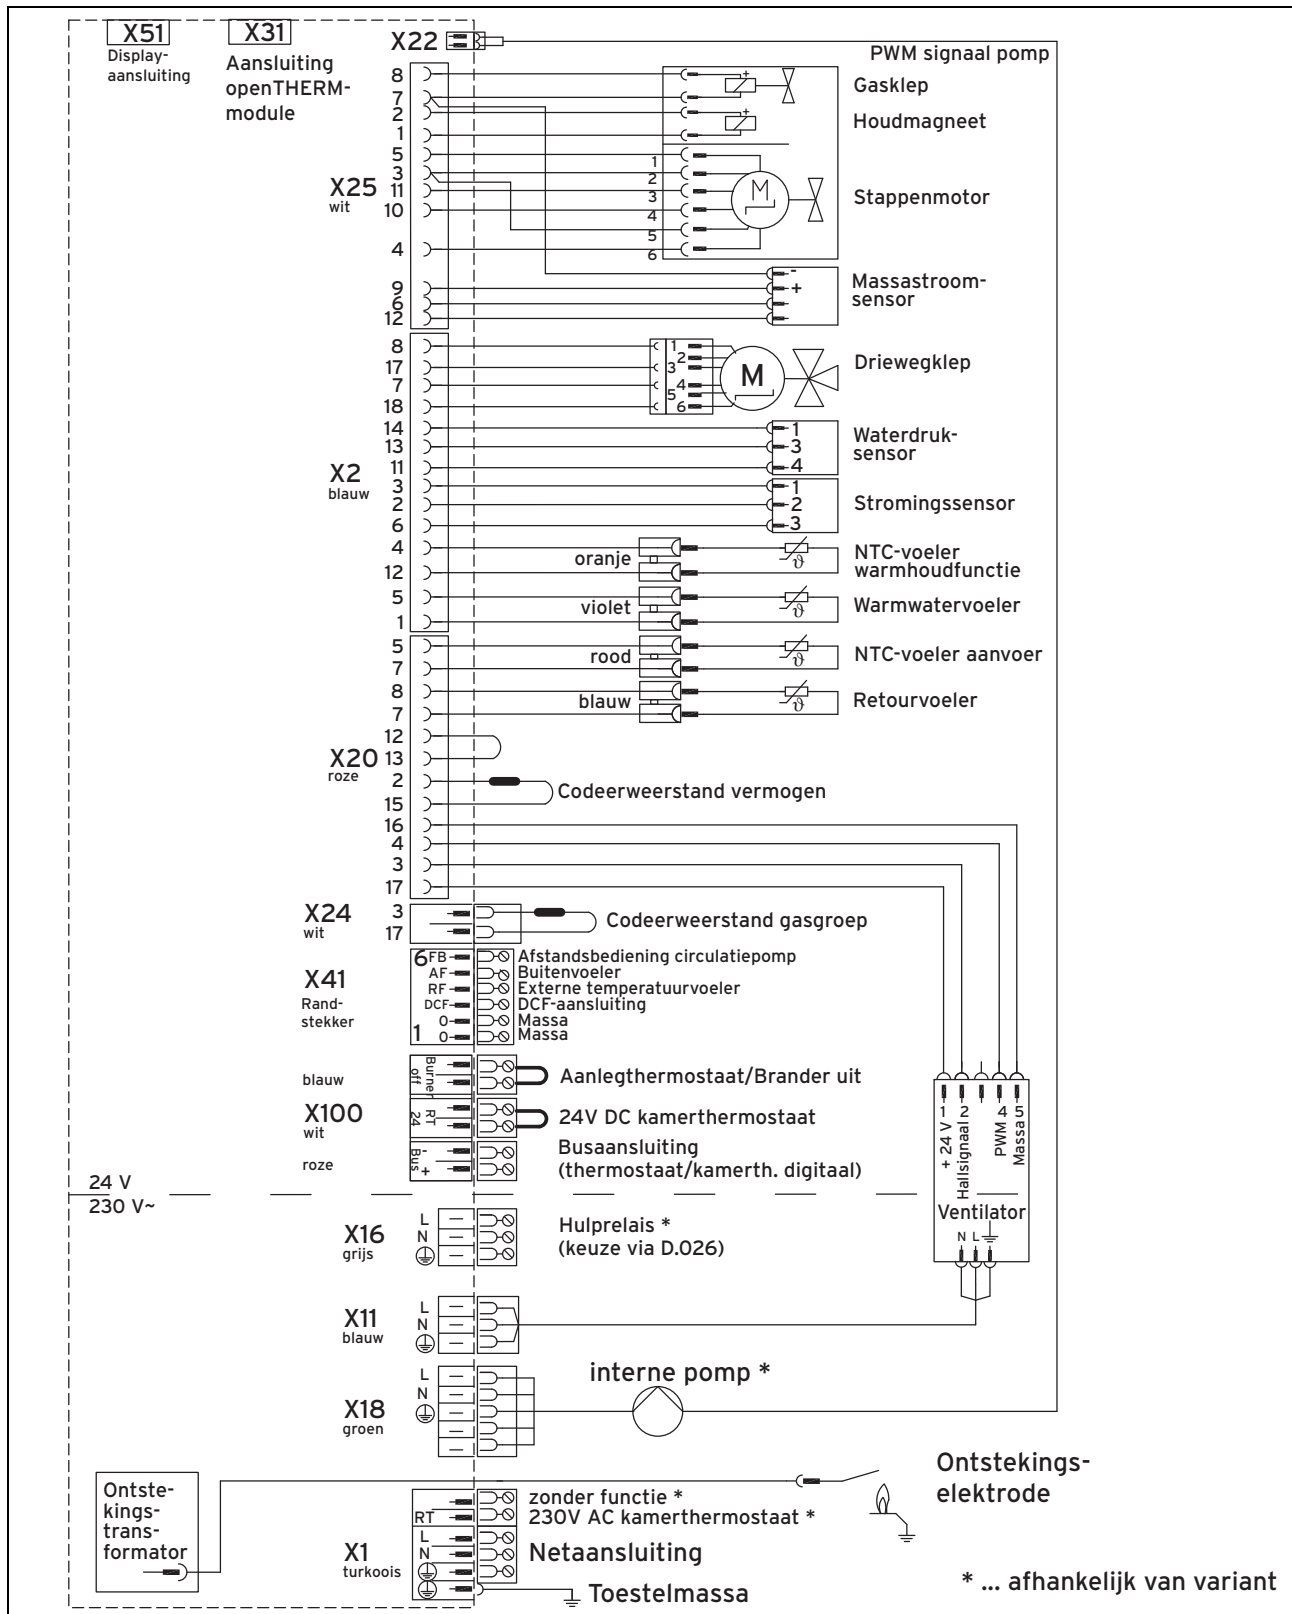 X51
Display-
aansluiting
X31
Aansluiting
openTHERM-
module
X22
PWM signaal pomp
8
7
2
1
5
3
11
10
4
9
6
12
X25
wit
+
+
1
2
3
4
5
6
M
Gasklep
Houdmagneet
Stappenmotor
-
+
Massastroom-
sensor
8
17
7
18
14
13
11
3
2
6
4
12
5
1
X2
blauw
1
2
3
4
5
6
M
Driewegklep
1
3
4
Waterdruk-
sensor
1
2
3
Stromingssensor
oranje
ϑ
NTC-voeler
warmhoudfunctie
violet
ϑ
Warmwatervoeler
5
7
8
7
12
13
2
15
16
4
3
17
X20
roze
rood
ϑ
NTC-voeler aanvoer
blauw
ϑ
Retourvoeler
Codeerweerstand vermogen
X24
wit
3
17
Codeerweerstand gasgroep
X41
Rand-
stekker
6 FB
AF
RF
DCF
0
1 0
Afstandsbediening circulatiepomp
Buitenvoeler
Externe temperatuurvoeler
DCF-aansluiting
Massa
Massa
blauw
Burner
off
Aanlegthermostaat/Brander uit
X100
wit
RT
24
24V DC kamerthermostaat
roze
Bus
-
+
Busaansluiting
(thermostaat/kamerth. digitaal)
1 2 4 5
+ 24 V
Hallsignaal
PWM
Massa
Ventilator
N L
24 V
230 V~
X16
grijs
L
N
Hulprelais *
(keuze via D.026)
X11
blauw
L
N
X18
groen
L
N
interne pomp *
Ontste-
kings-
trans-
formator
Ontstekings-
elektrode
X1
turkoois
RT
L
N
zonder functie *
230V AC kamerthermostaat *
Netaansluiting
Toestelmassa
* ... afhankelijk van variant